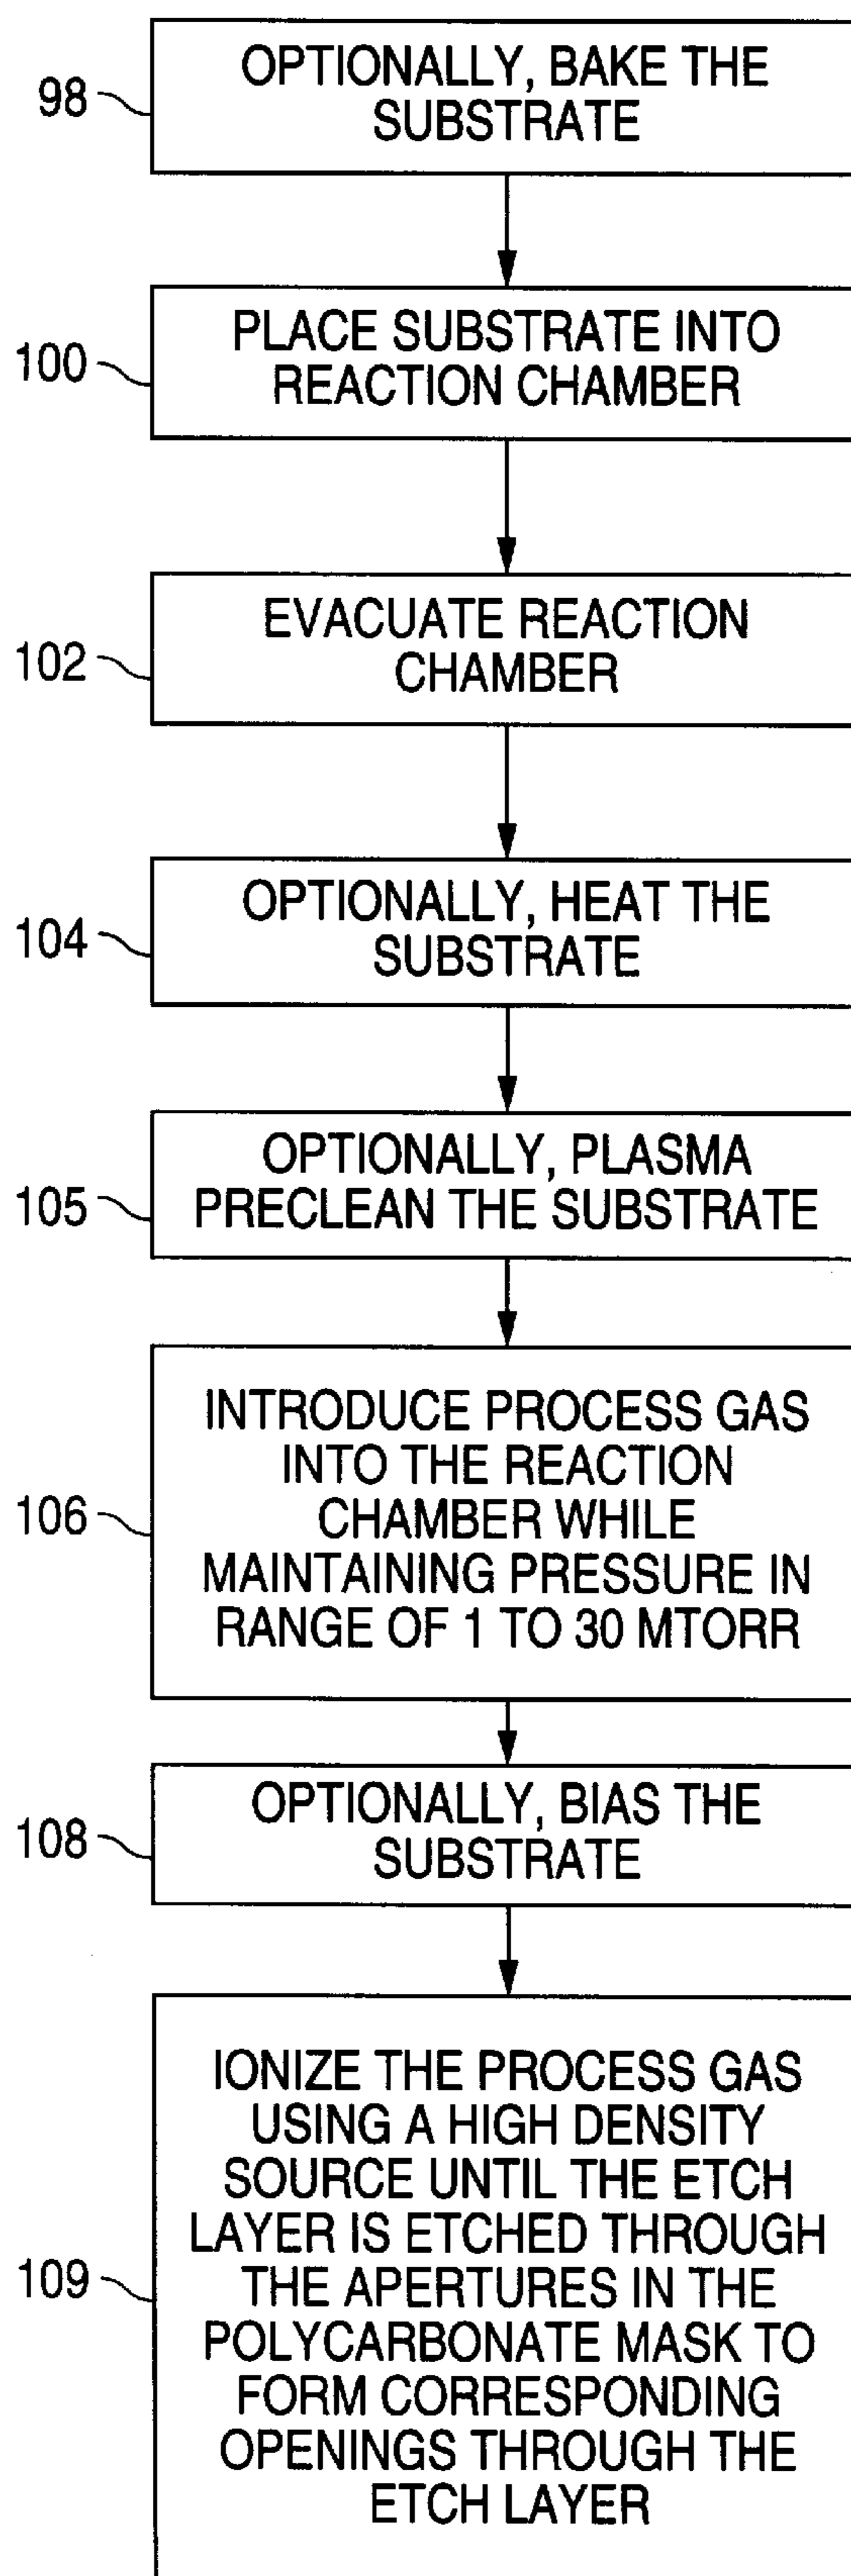 98
OPTIONALLY, BAKE THE
SUBSTRATE
100
PLACE SUBSTRATE INTO
REACTION CHAMBER
102
EVACUATE REACTION
CHAMBER
104
OPTIONALLY, HEAT THE
SUBSTRATE
105
OPTIONALLY, PLASMA
PRECLEAN THE SUBSTRATE
106
INTRODUCE PROCESS GAS
INTO THE REACTION
CHAMBER WHILE
MAINTAINING PRESSURE IN
RANGE OF 1 TO 30 MTORR
108
OPTIONALLY, BIAS THE
SUBSTRATE
109
IONIZE THE PROCESS GAS
USING A HIGH DENSITY
SOURCE UNTIL THE ETCH
LAYER IS ETCHED THROUGH
THE APERTURES IN THE
POLYCARBONATE MASK TO
FORM CORRESPONDING
OPENINGS THROUGH THE
ETCH LAYER